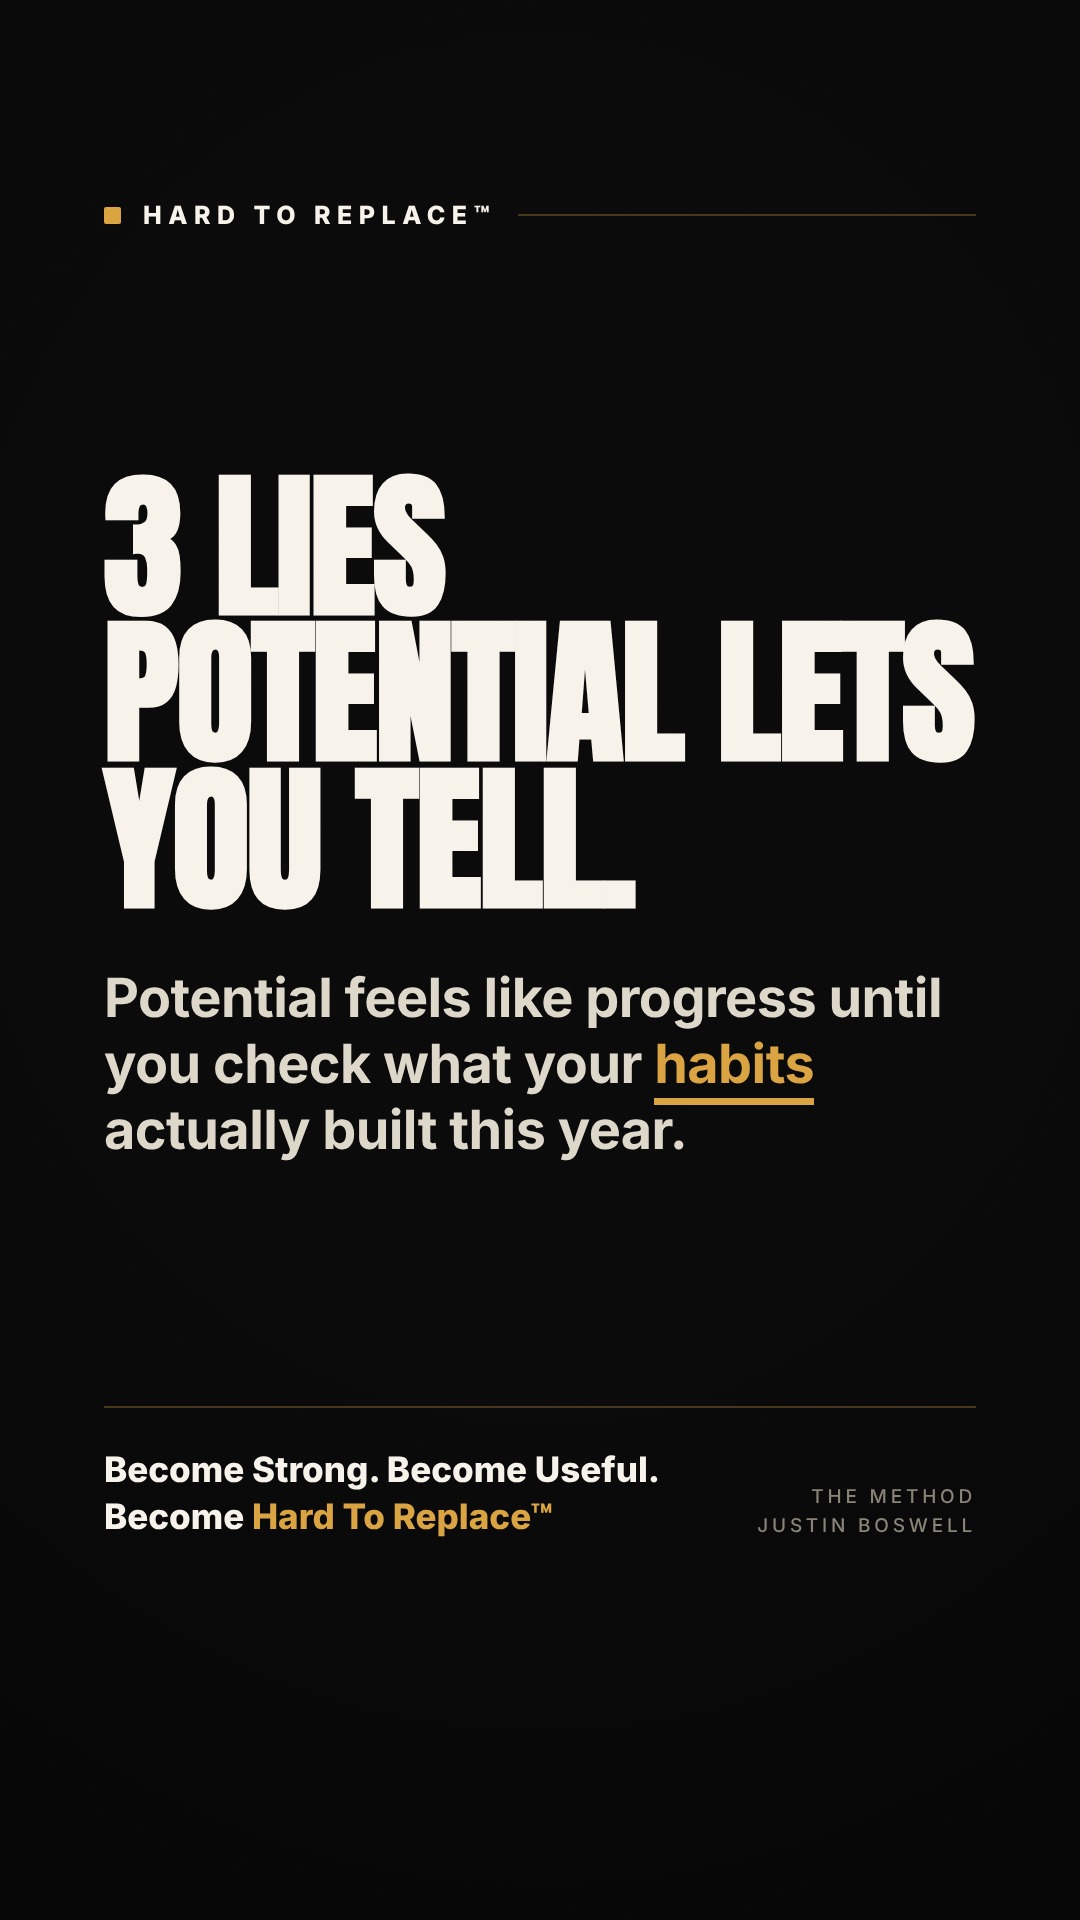 HARD TO REPLACE™
3 LIES
POTENTIAL LETS
YOU TELL.
Potential feels like progress until
you check what your habits
actually built this year.
Become Strong. Become Useful.
Become Hard To Replace™
THE METHOD
JUSTIN BOSWELL